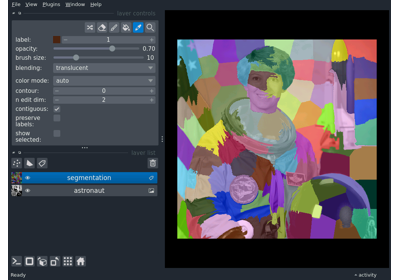 File View Plugins Window Help
layer controls
label: 1
opacity: 0.70
brush size: 10
blending: translucent
color mode: auto
contour: 0
n edit dim: 2
contiguous:
preserve
labels:
show
selected:
layer list
segmentation
astronaut
Ready
activity